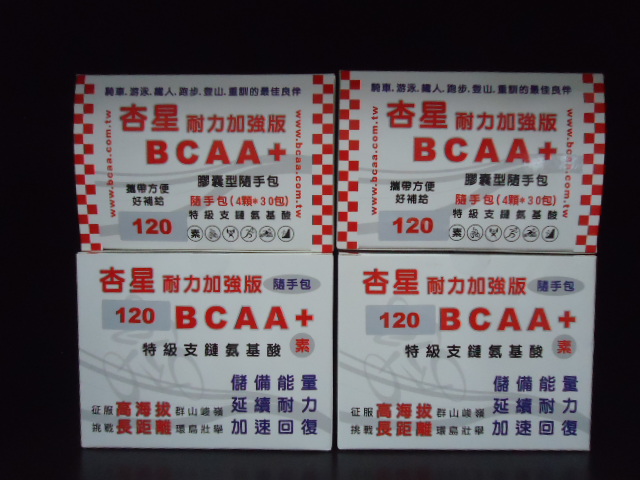 騎車.游泳.鐵人.跑步.登山.重訓的最佳良伴
杏星 耐力加強版
BCAA+
www.bcaa.com.tw
www.bcaa.com.tw
膠囊型隨手包
攜帶方便
好補給
隨手包(4顆*30包)
特級支鏈氨基酸
120
素
騎車.游泳.鐵人.跑步.登山.重訓的最佳良伴
杏星 耐力加強版
BCAA+
www.bcaa.com.tw
www.bcaa.com.tw
膠囊型隨手包
攜帶方便
好補給
隨手包(4顆*30包)
特級支鏈氨基酸
120
素
杏星 耐力加強版 隨手包
120 BCAA+
特級支鏈氨基酸 素
儲備能量
征服高海拔群山峻嶺 延續耐力
挑戰長距離環島壯舉 加速回復
杏星 耐力加強版 隨手包
120 BCAA+
特級支鏈氨基酸 素
儲備能量
征服高海拔群山峻嶺 延續耐力
挑戰長距離環島壯舉 加速回復